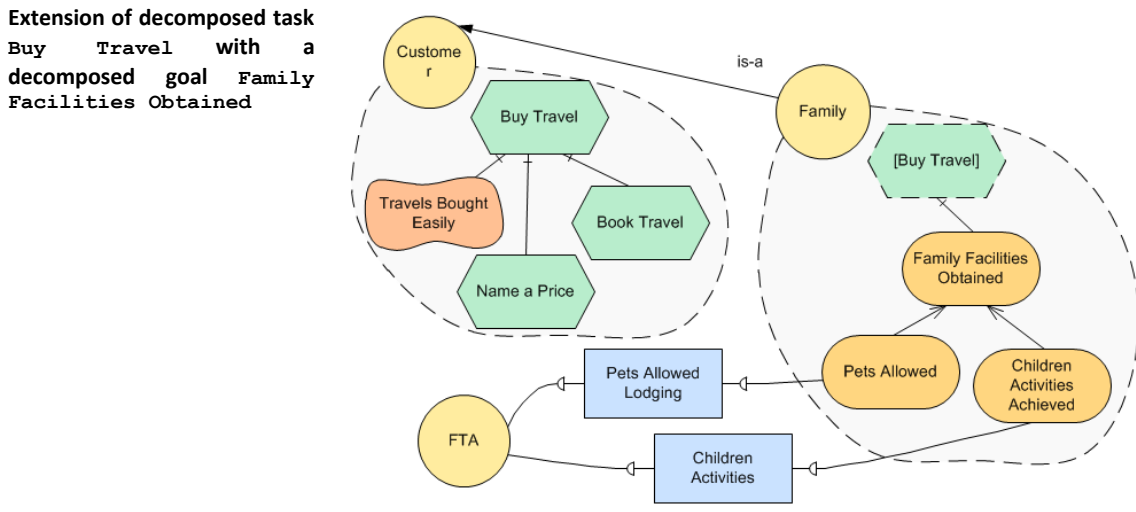 Extension of decomposed task
Buy Travel with a
decomposed goal Family
Facilities Obtained
Custome
r
is-a
Family
Buy Travel
[Buy Travel]
Travels Bought
Easily
Book Travel
Family Facilities
Obtained
Name a Price
Pets Allowed
Lodging
Pets Allowed
Children
Activities
Achieved
FTA
Children
Activities